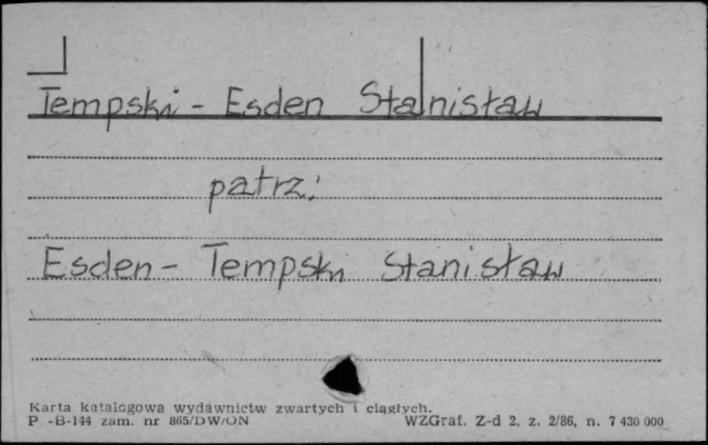 Tempski - Esden Stanisław
patrz:
Esden - Tempski Stanisław
Karta katalogowa wydawnictw zwartych i ciągłych.
P -B-144 zam. nr 865/DW/ON WZGraf. Z-d 2, z. 2/86, n. 7 430 000